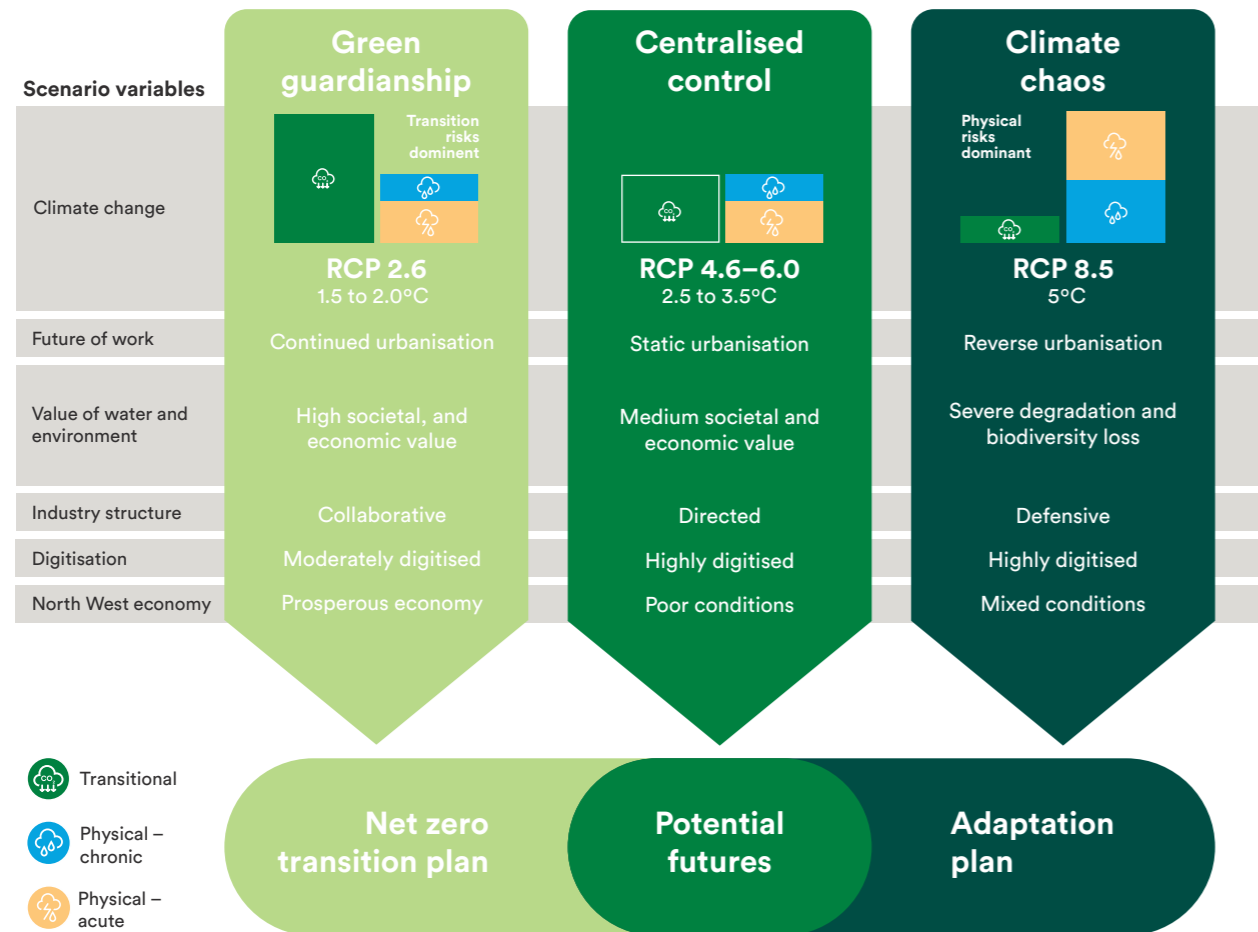 Green
guardianship
Centralised
control
Climate
chaos
Scenario variables
Climate change
Transition
risks
dominent
CO2
RCP 2.6
1.5 to 2.0°C
CO2
RCP 4.6–6.0
2.5 to 3.5°C
Physical
risks
dominant
CO2
RCP 8.5
5°C
Future of work
Continued urbanisation
Static urbanisation
Reverse urbanisation
Value of water and
environment
High societal, and
economic value
Medium societal and
economic value
Severe degradation and
biodiversity loss
Industry structure
Collaborative
Directed
Defensive
Digitisation
Moderately digitised
Highly digitised
Highly digitised
North West economy
Prosperous economy
Poor conditions
Mixed conditions
CO2
Transitional
Physical –
chronic
Physical –
acute
Net zero
transition plan
Potential
futures
Adaptation
plan